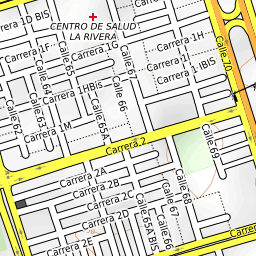 Carrera 1D BIS
CENTRO DE SALUD
LA RIVERA
Carrera 1F
Carrera 1G
Carrera 1H
Calle 70
Calle 65
Calle 64
Calle 67
Carrera 1
Carrera 1HBis
Calle 66
Calle 62
Calle 63
Calle 65A
Carrera 1M
Carrera 2
Calle 69
Carrera 2A
Carrera 2B
Carrera 2C
Carrera 2D
Carrera 2E
Calle 65A BIS
Calle 66
Calle 67
Calle 68
Carrera